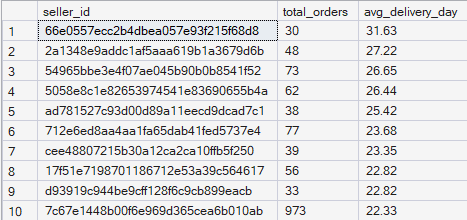 seller_id total_orders avg_delivery_day
1 66e0557ecc2b4dbea057e93f215f68d8 30 31.63
2 2a1348e9addc1af5aaa619b1a3679d6b 48 27.22
3 54965bbe3e4f07ae045b90b0b8541f52 73 26.65
4 5058e8c1e82653974541e83690655b4a 62 26.44
5 ad781527c93d00d89a11eecd9dcad7c1 38 25.42
6 712e6ed8aa4aa1fa65dab41fed5737e4 77 23.68
7 cee48807215b30a12ca2ca10ffb5f250 39 23.35
8 17f51e7198701186712e53a39c564617 56 22.82
9 d93919c944be9cff128f6c9cb899eacb 33 22.82
10 7c67e1448b00f6e969d365cea6b010ab 973 22.33